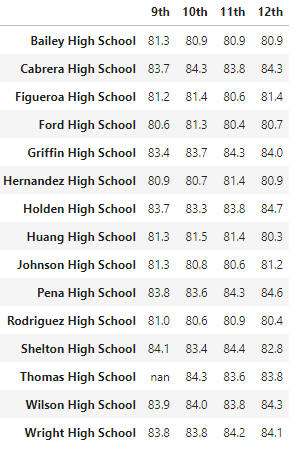 9th 10th 11th 12th
Bailey High School 81.3 80.9 80.9 80.9
Cabrera High School 83.7 84.3 83.8 84.3
Figueroa High School 81.2 81.4 80.6 81.4
Ford High School 80.6 81.3 80.4 80.7
Griffin High School 83.4 83.7 84.3 84.0
Hernandez High School 80.9 80.7 81.4 80.9
Holden High School 83.7 83.3 83.8 84.7
Huang High School 81.3 81.5 81.4 80.3
Johnson High School 81.3 80.8 80.6 81.2
Pena High School 83.8 83.6 84.3 84.6
Rodriguez High School 81.0 80.6 80.9 80.4
Shelton High School 84.1 83.4 84.4 82.8
Thomas High School nan 84.3 83.6 83.8
Wilson High School 83.9 84.0 83.8 84.3
Wright High School 83.8 83.8 84.2 84.1